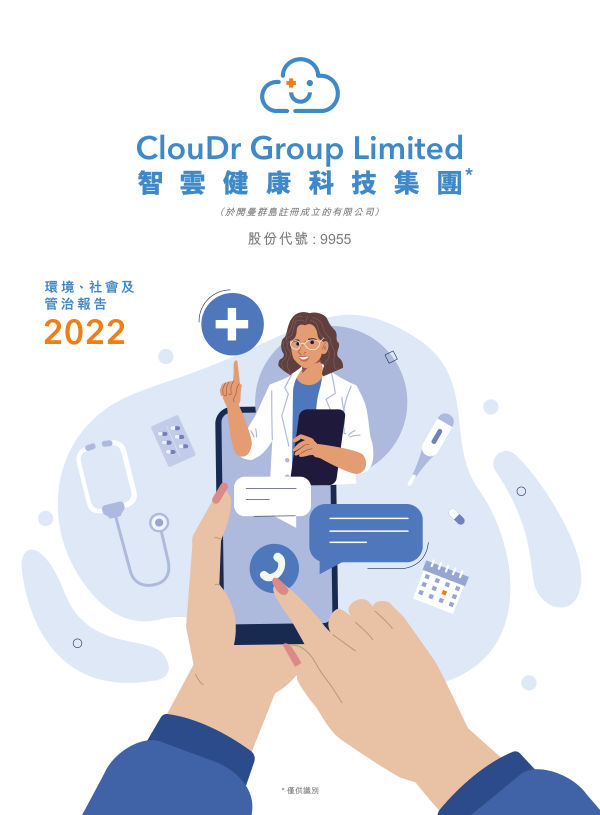 ClouDr Group Limited
智雲健康科技集團*
(於開曼群島註冊成立的有限公司)
股份代號 : 9955
環境、社會及
管治報告
2022
* 僅供識別